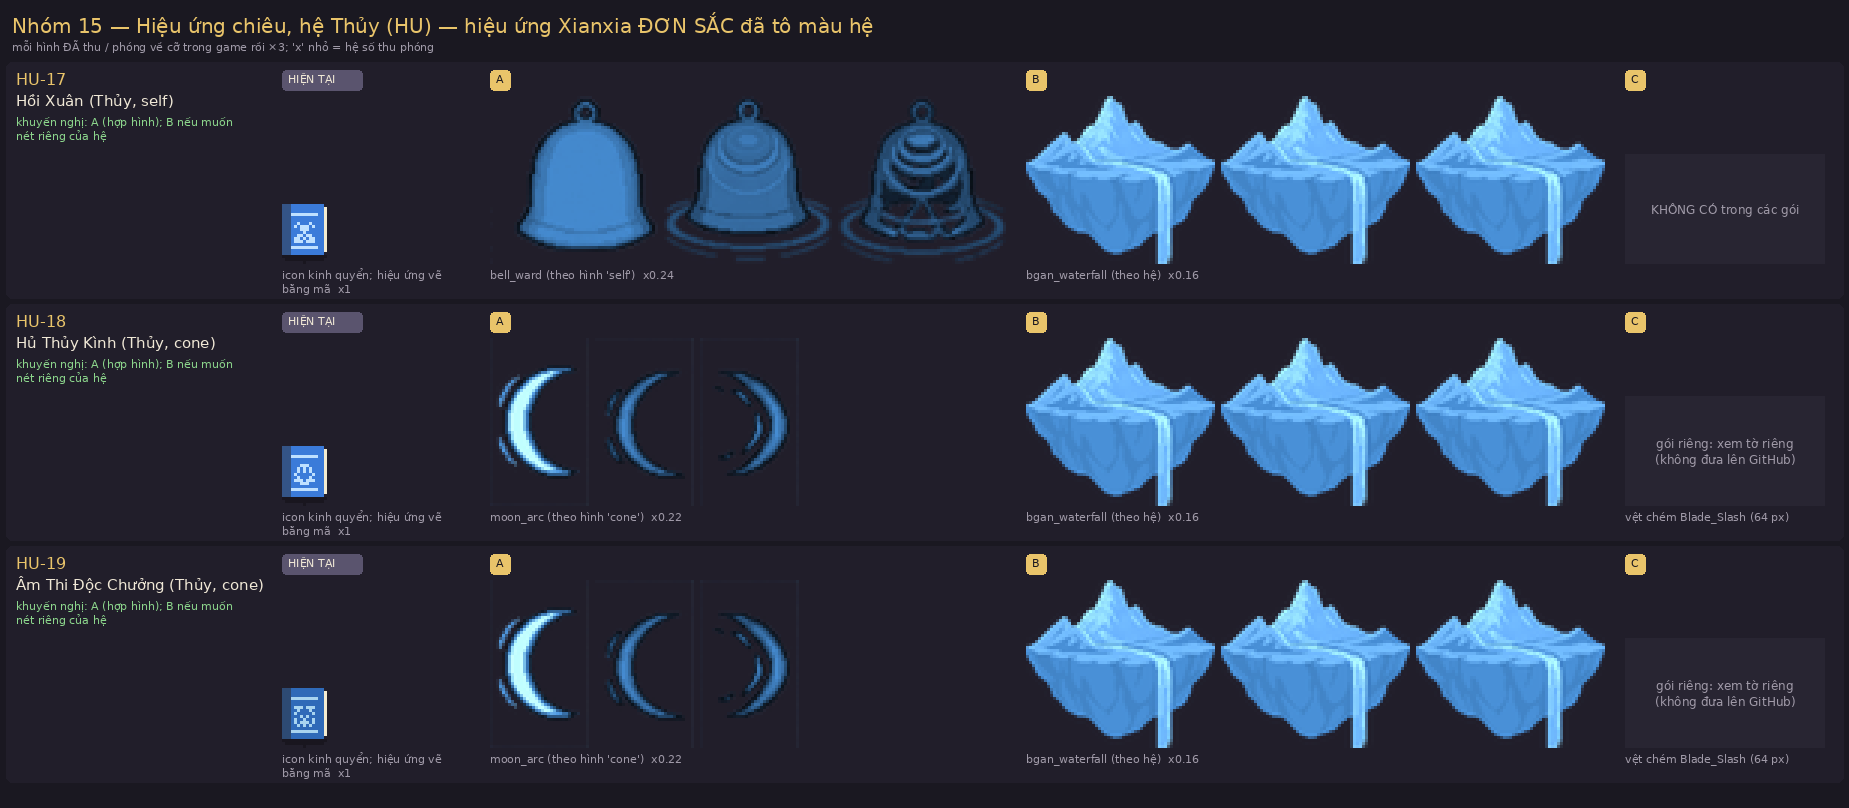 Nhóm 15 — Hiệu ứng chiêu, hệ Thủy (HU) — hiệu ứng Xianxia ĐƠN SẮC đã tô màu hệ
mỗi hình ĐÃ thu / phóng về cỡ trong game rồi ×3; 'x' nhỏ = hệ số thu phóng
HU-17
Hồi Xuân (Thủy, self)
khuyến nghị: A (hợp hình); B nếu muốn
nét riêng của hệ
HIỆN TẠI
icon kinh quyển; hiệu ứng vẽ
bằng mã x1
A
bell_ward (theo hình 'self') x0.24
B
bgan_waterfall (theo hệ) x0.16
C
KHÔNG CÓ trong các gói
HU-18
Hủ Thủy Kình (Thủy, cone)
khuyến nghị: A (hợp hình); B nếu muốn
nét riêng của hệ
HIỆN TẠI
icon kinh quyển; hiệu ứng vẽ
bằng mã x1
A
moon_arc (theo hình 'cone') x0.22
B
bgan_waterfall (theo hệ) x0.16
C
gói riêng: xem tờ riêng
(không đưa lên GitHub)
vệt chém Blade_Slash (64 px)
HU-19
Âm Thi Độc Chưởng (Thủy, cone)
khuyến nghị: A (hợp hình); B nếu muốn
nét riêng của hệ
HIỆN TẠI
icon kinh quyển; hiệu ứng vẽ
bằng mã x1
A
moon_arc (theo hình 'cone') x0.22
B
bgan_waterfall (theo hệ) x0.16
C
gói riêng: xem tờ riêng
(không đưa lên GitHub)
vệt chém Blade_Slash (64 px)